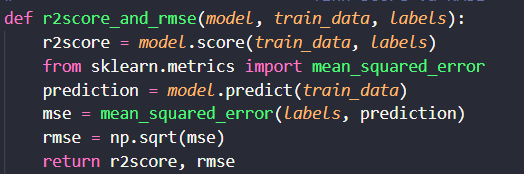 def r2score_and_rmse(model, train_data, labels):
    r2score = model.score(train_data, labels)
    from sklearn.metrics import mean_squared_error
    prediction = model.predict(train_data)
    mse = mean_squared_error(labels, prediction)
    rmse = np.sqrt(mse)
    return r2score, rmse